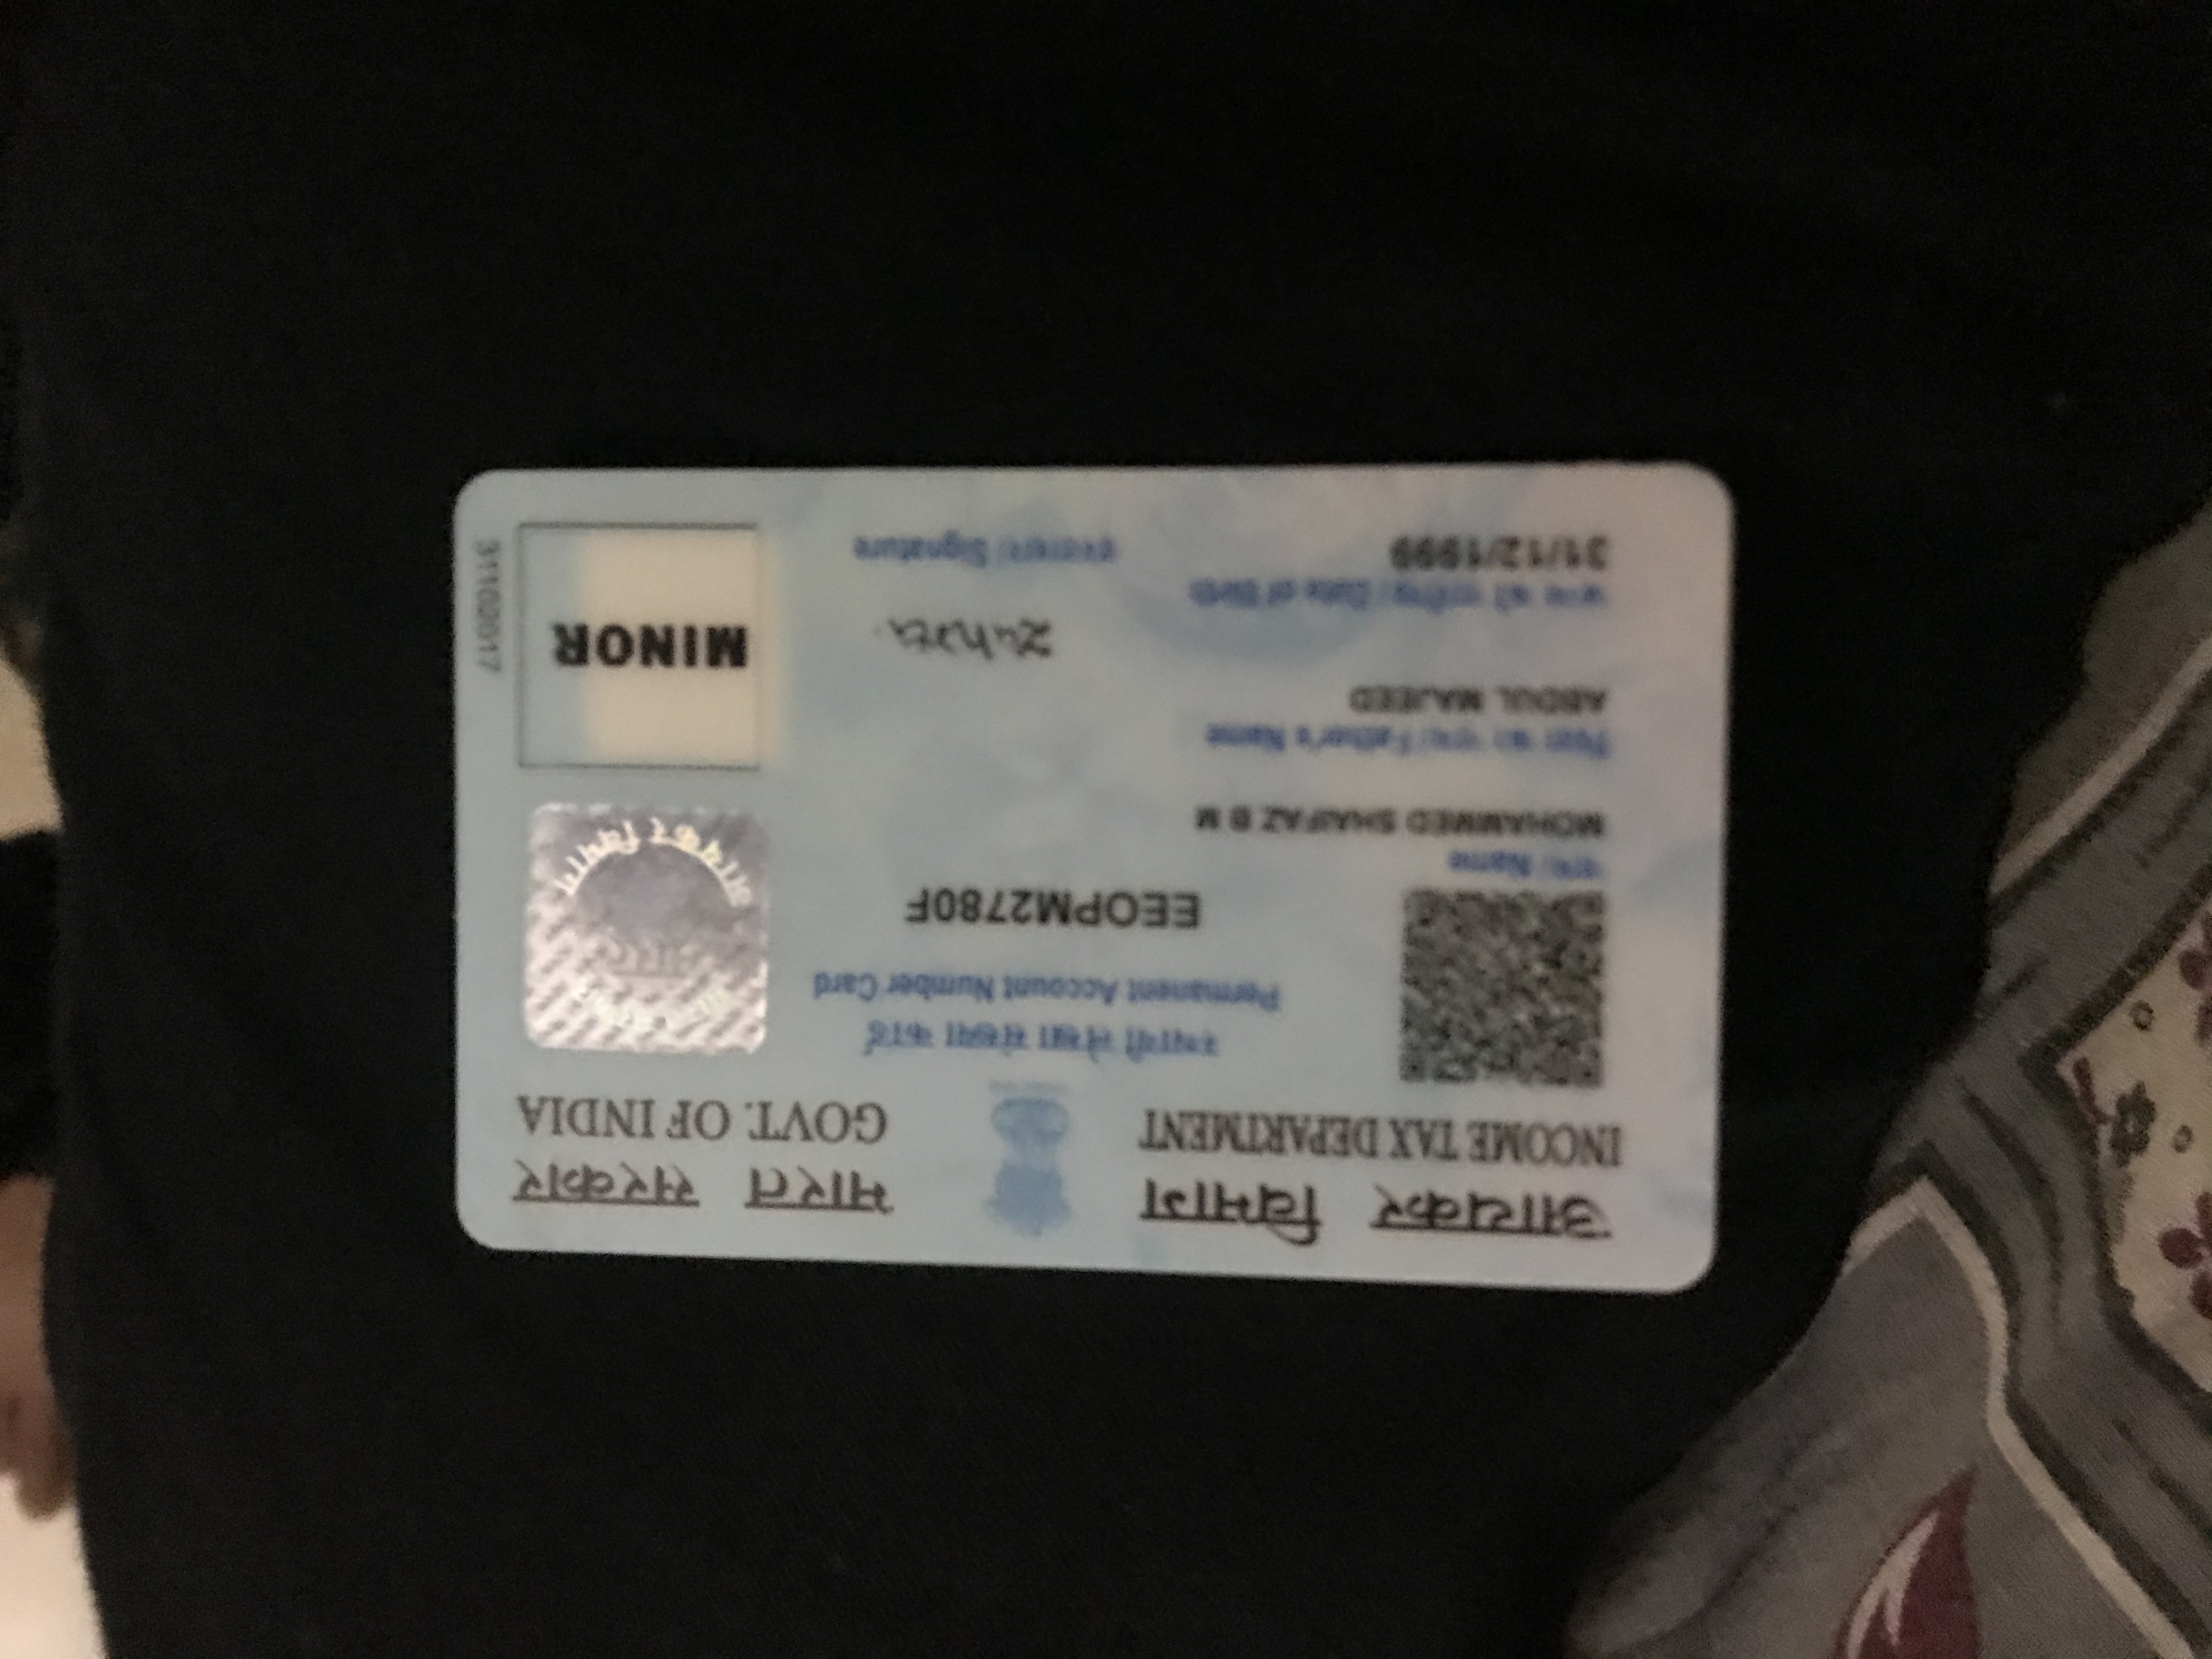 आयकर विभाग
INCOME TAX DEPARTMENT
भारत सरकार
GOVT. OF INDIA
स्थायी लेखा संख्या कार्ड
Permanent Account Number Card
EEOPM2780F
नाम/ Name
MOHAMMED SHAIFAZ B M
पिता का नाम/ Father's Name
ABDUL MAJEED
जन्म की तारीख/ Date of Birth
31/12/1999
Zuhra
हस्ताक्षर/ Signature
MINOR
31102017